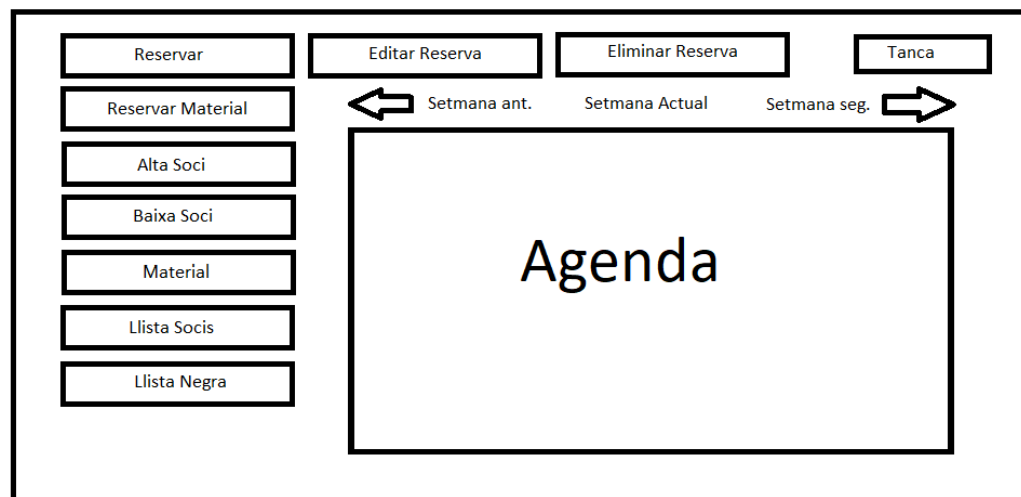 Reservar
Editar Reserva
Eliminar Reserva
Tanca
Reservar Material
Setmana ant.
Setmana Actual
Setmana seg.
Alta Soci
Baixa Soci
Material
Llista Socis
Llista Negra
Agenda